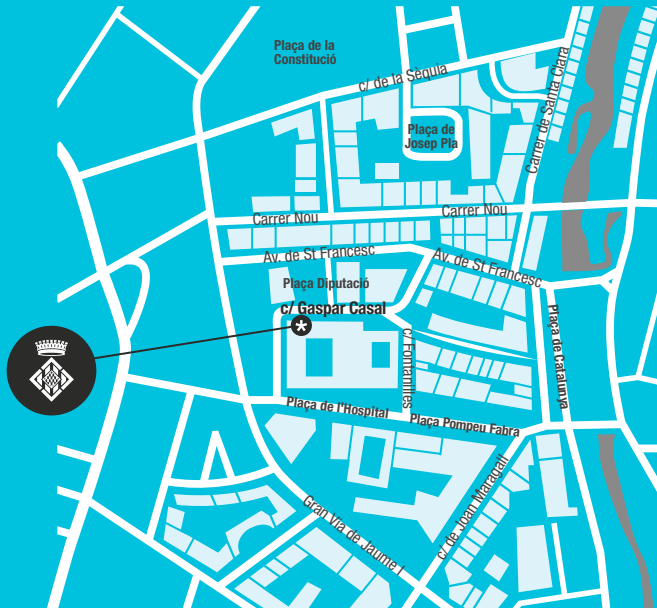 Plaça de la
Constitució
c/ de la Sèquia
Carrer de Santa Clara
Plaça de
Josep Pla
Carrer Nou
Carrer Nou
Av. de St Francesc
Av. de St Francesc
Plaça Diputació
c/ Gaspar Casal
*
c/ Fontanilles
Plaça de Catalunya
Plaça de l'Hospital
Plaça Pompeu Fabra
c/ de Joan Maragall
Gran Via de Jaume I